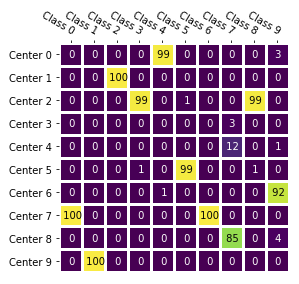 Class 0 Class 1 Class 2 Class 3 Class 4 Class 5 Class 6 Class 7 Class 8 Class 9
Center 0 0 0 0 0 99 0 0 0 0 3
Center 1 0 0 100 0 0 0 0 0 0 0
Center 2 0 0 0 99 0 1 0 0 99 0
Center 3 0 0 0 0 0 0 0 3 0 0
Center 4 0 0 0 0 0 0 0 12 0 1
Center 5 0 0 0 1 0 99 0 0 1 0
Center 6 0 0 0 0 1 0 0 0 0 92
Center 7 100 0 0 0 0 0 100 0 0 0
Center 8 0 0 0 0 0 0 0 85 0 4
Center 9 0 100 0 0 0 0 0 0 0 0